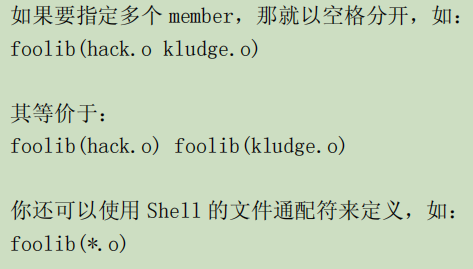 如果要指定多个 member，那就以空格分开，如：
foolib(hack.o kludge.o)
其等价于：
foolib(hack.o) foolib(kludge.o)
你还可以使用 Shell 的文件通配符来定义，如：
foolib(*.o)